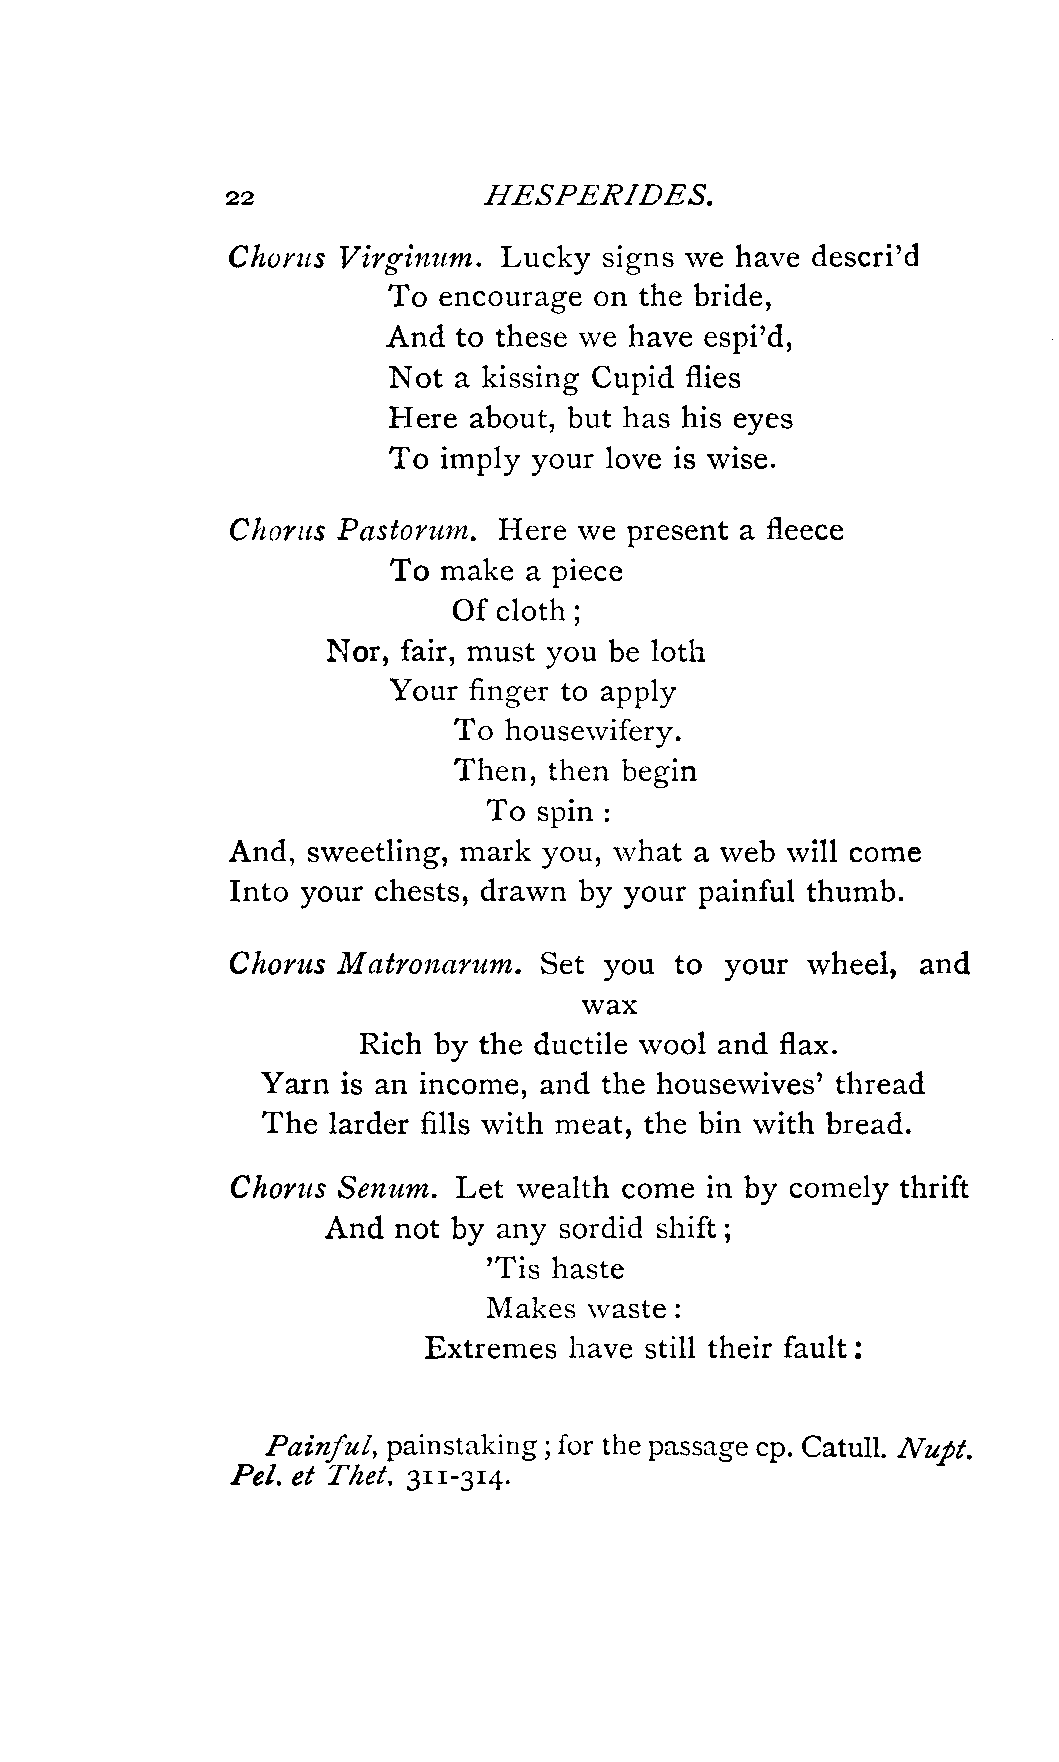 22 HESPERIDES.
Chorus Virginum. Lucky signs we have descri'd
To encourage on the bride,
And to these we have espi'd,
Not a kissing Cupid flies
Here about, but has his eyes
To imply your love is wise.
Chorus Pastorum. Here we present a fleece
To make a piece
Of cloth ;
Nor, fair, must you be loth
Your finger to apply
To housewifery.
Then, then begin
To spin :
And, sweetling, mark you, what a web will come
Into your chests, drawn by your painful thumb.
Chorus Matronarum. Set you to your wheel, and
wax
Rich by the ductile wool and flax.
Yarn is an income, and the housewives' thread
The larder fills with meat, the bin with bread.
Chorus Senum. Let wealth come in by comely thrift
And not by any sordid shift ;
'Tis haste
Makes waste :
Extremes have still their fault :
Painful, painstaking ; for the passage cp. Catull. Nupt.
Pel. et Thet. 311-314.